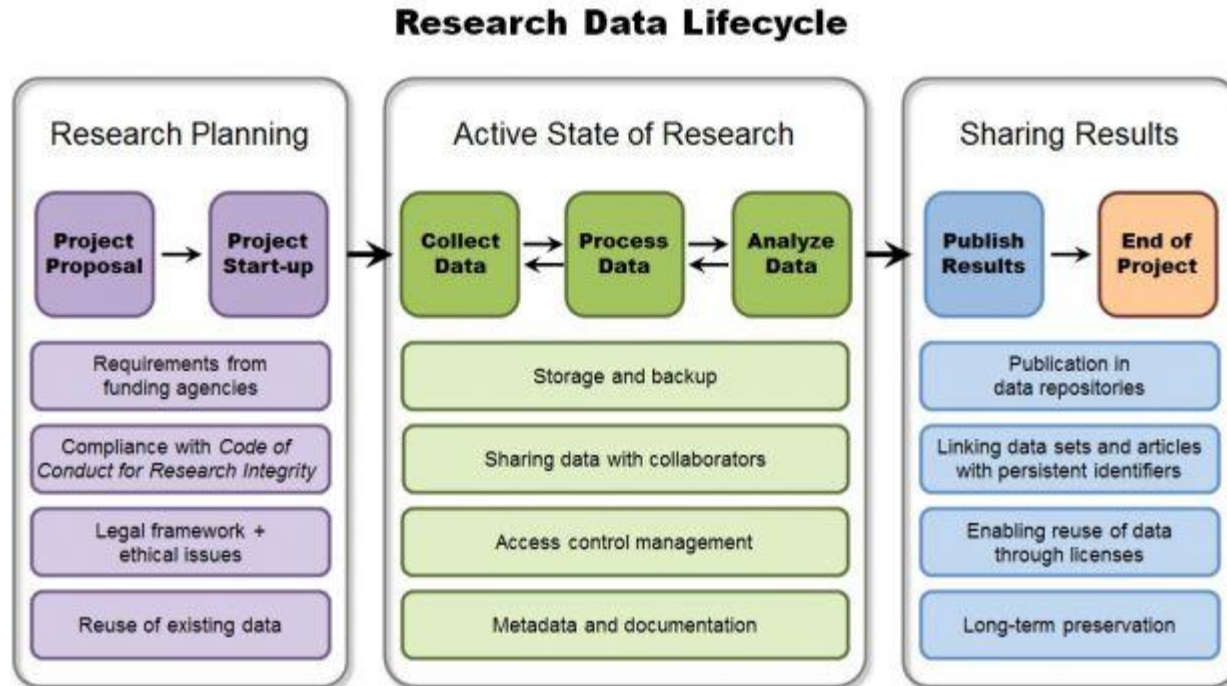 Research Data Lifecycle
Research Planning
Project
Proposal
Project
Start-up
Requirements from
funding agencies
Compliance with Code of
Conduct for Research Integrity
Legal framework +
ethical issues
Reuse of existing data
Active State of Research
Collect
Data
Process
Data
Analyze
Data
Storage and backup
Sharing data with collaborators
Access control management
Metadata and documentation
Sharing Results
Publish
Results
End of
Project
Publication in
data repositories
Linking data sets and articles
with persistent identifiers
Enabling reuse of data
through licenses
Long-term preservation